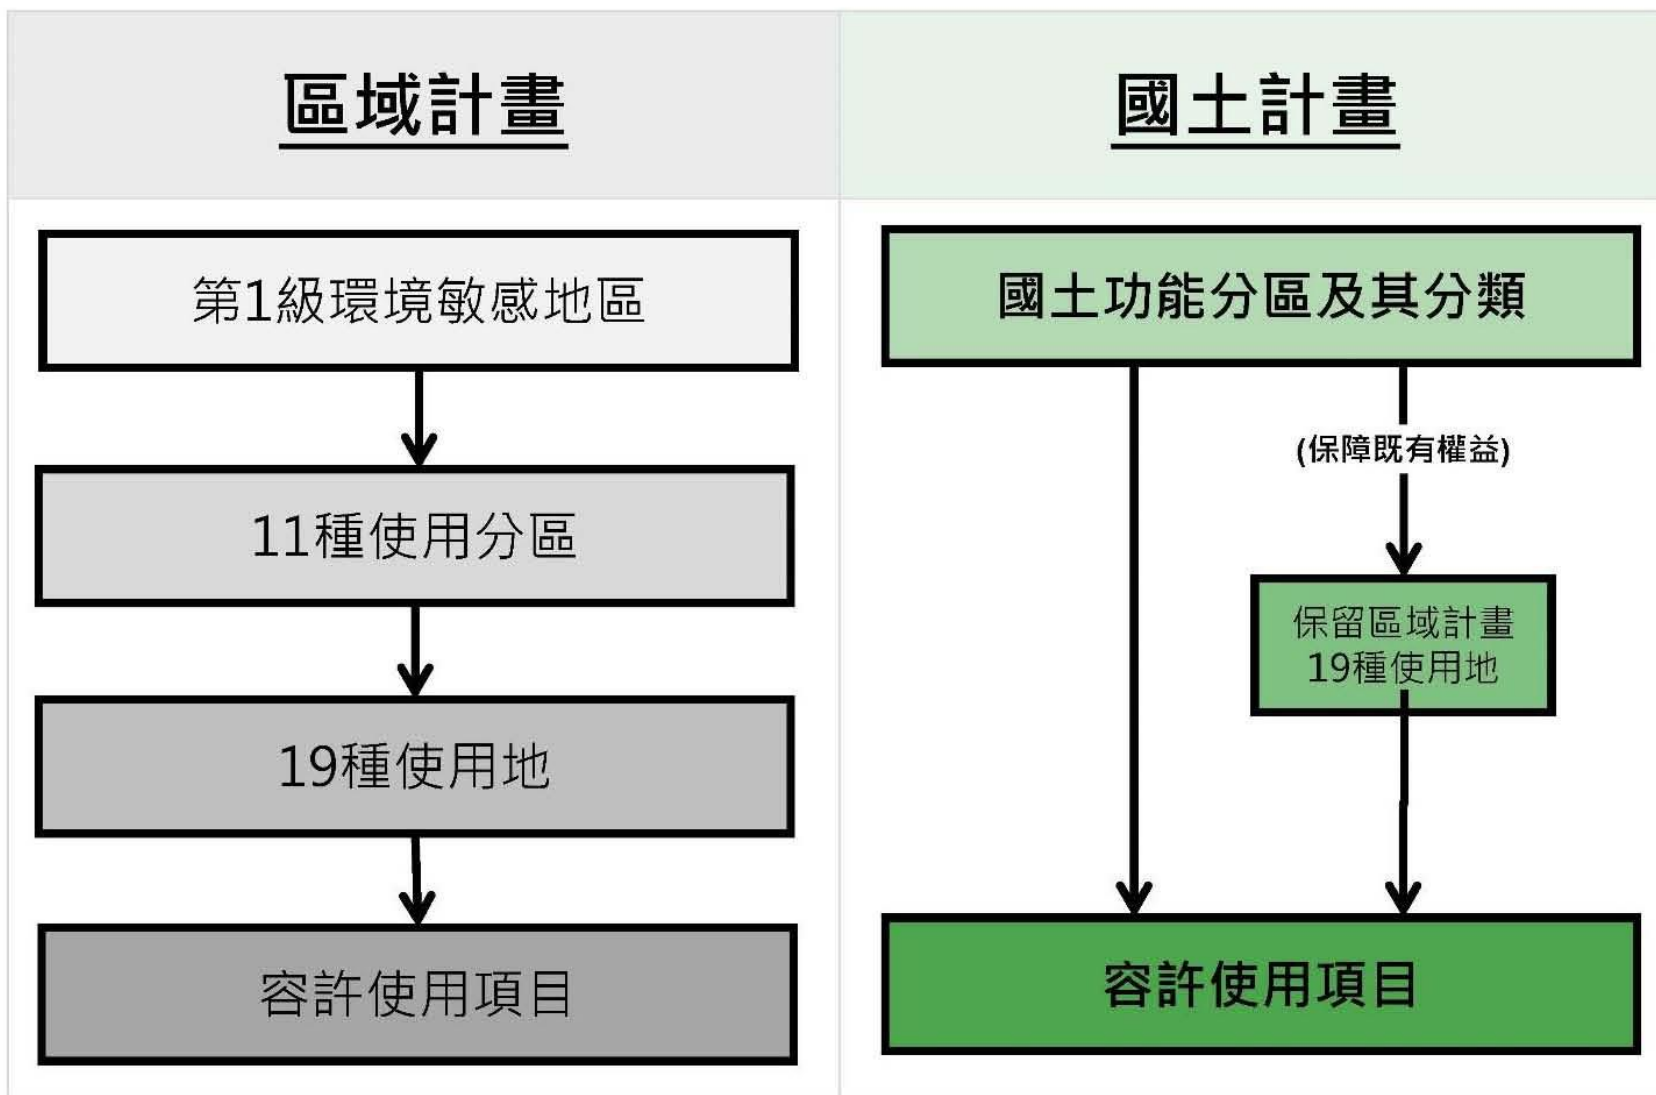 區域計畫
第1級環境敏感地區
11種使用分區
19種使用地
容許使用項目
國土計畫
國土功能分區及其分類
(保障既有權益)
保留區域計畫
19種使用地
容許使用項目